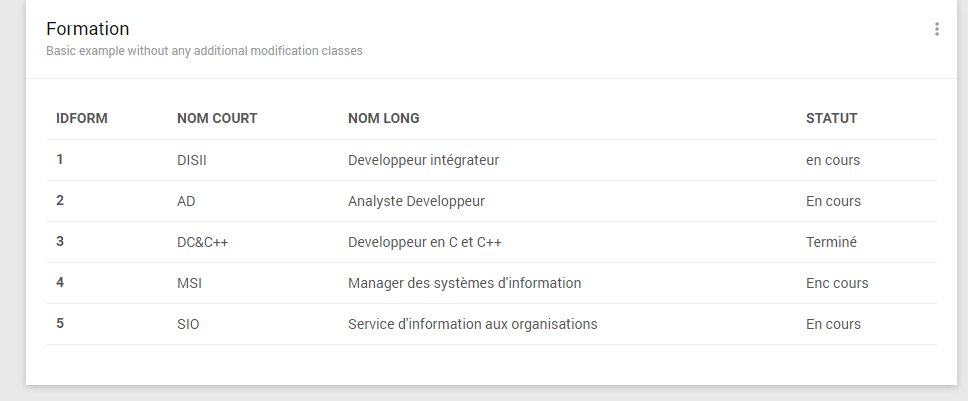 Formation
Basic example without any additional modification classes
IDFORM NOM COURT NOM LONG STATUT
1 DISII Developpeur intégrateur en cours
2 AD Analyste Developpeur En cours
3 DC&C++ Developpeur en C et C++ Terminé
4 MSI Manager des systèmes d'information Enc cours
5 SIO Service d'information aux organisations En cours